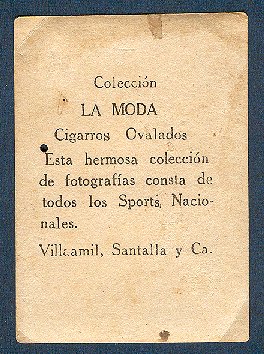 Colección
LA MODA
Cigarros Ovalados
Esta hermosa colección
de fotografías consta de
todos los Sports, Nacio-
nales.
Villaamil, Santalla y Ca.